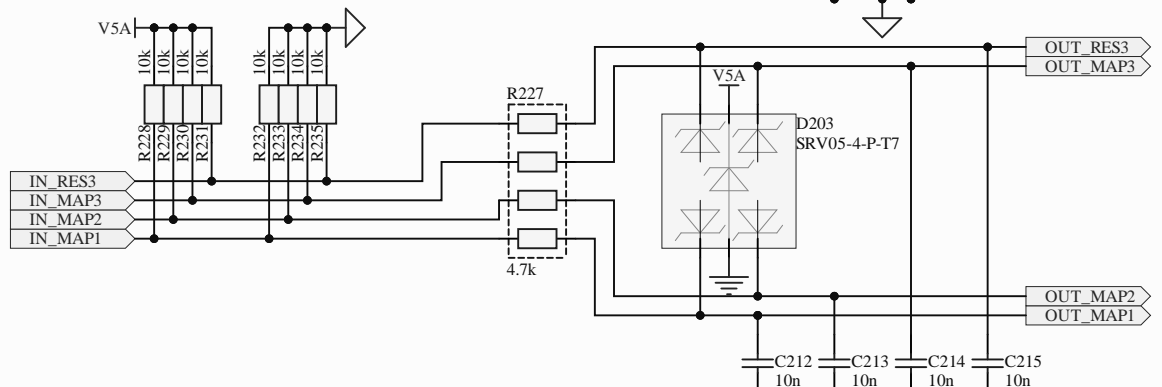 V5A
10k
10k
10k
10k
10k
10k
10k
10k
R228
R229
R230
R231
R232
R233
R234
R235
R227
4.7k
IN_RES3
IN_MAP3
IN_MAP2
IN_MAP1
V5A
D203
SRV05-4-P-T7
OUT_RES3
OUT_MAP3
OUT_MAP2
OUT_MAP1
C212
10n
C213
10n
C214
10n
C215
10n